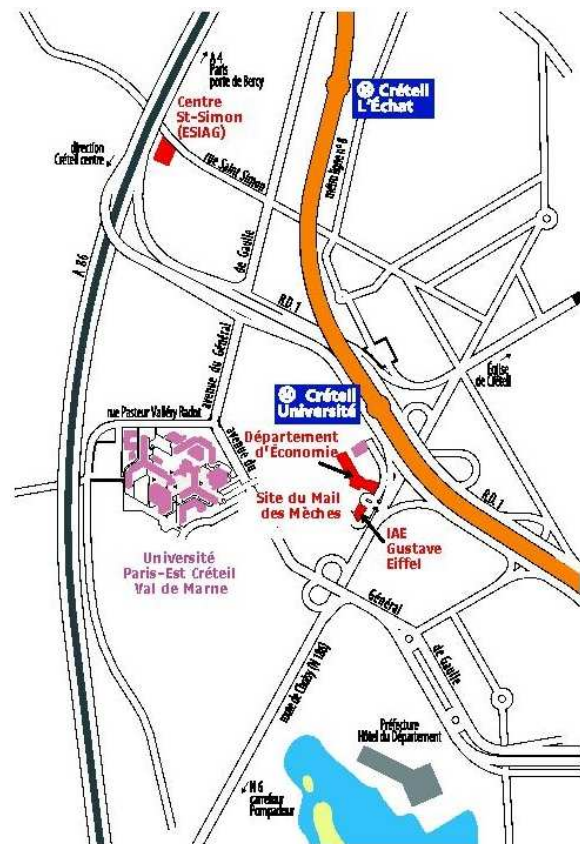 A 4
Paris
porte de Bercy
Centre
St-Simon
(ESIAG)
M Créteil
L'Échat
direction
Créteil centre
rue Saint Simon
métro ligne n° 8
A 86
de Gaulle
R.D. 1
avenue du Général
Église
de Créteil
M Créteil
Université
rue Pasteur Valléry Radot
avenue du
Département
d'Économie
Site du Mail
des Mèches
R.D. 1
IAE
Gustave
Eiffel
Université
Paris-Est Créteil
Val de Marne
Général
de Gaulle
route de Choisy (N 186)
Préfecture
Hôtel du Département
N 6
carrefour
Pompadour